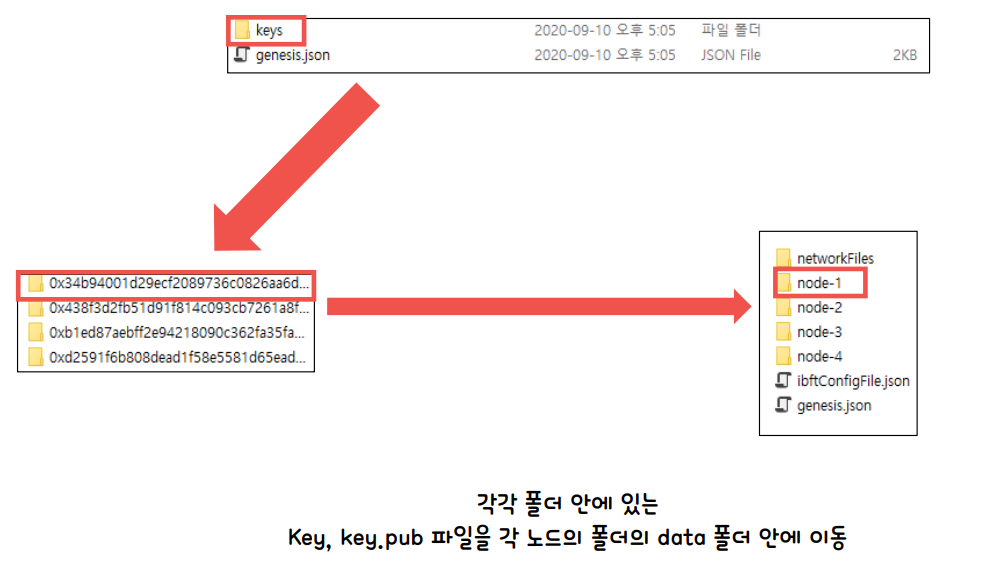 keys 2020-09-10 오후 5:05 파일 폴더
genesis.json 2020-09-10 오후 5:05 JSON File 2KB
0x34b94001d29ecf2089736c0826aa6d...
0x438f3d2fb51d91f814c093cb7261a8f...
0xb1ed87aebff2e94218090c362fa35fa...
0xd2591f6b808dead1f58e5581d65ead...
networkFiles
node-1
node-2
node-3
node-4
ibftConfigFile.json
genesis.json
각각 폴더 안에 있는
Key, key.pub 파일을 각 노드의 폴더의 data 폴더 안에 이동